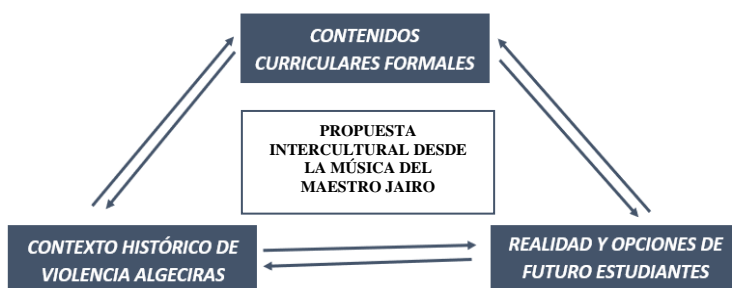 CONTENIDOS
CURRICULARES FORMALES
PROPUESTA
INTERCULTURAL DESDE
LA MÚSICA DEL
MAESTRO JAIRO
CONTEXTO HISTÓRICO DE
VIOLENCIA ALGECIRAS
REALIDAD Y OPCIONES DE
FUTURO ESTUDIANTES